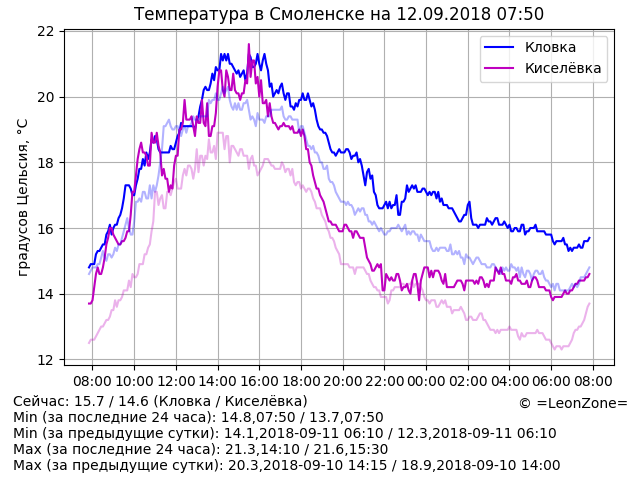 Температура в Смоленске на 12.09.2018 07:50
Кловка
Киселёвка
градусов Цельсия, °C
22
20
18
16
14
12
08:00 10:00 12:00 14:00 16:00 18:00 20:00 22:00 00:00 02:00 04:00 06:00 08:00
Сейчас: 15.7 / 14.6 (Кловка / Киселёвка)
© =LeonZone=
Min (за последние 24 часа): 14.8,07:50 / 13.7,07:50
Min (за предыдущие сутки): 14.1,2018-09-11 06:10 / 12.3,2018-09-11 06:10
Max (за последние 24 часа): 21.3,14:10 / 21.6,15:30
Max (за предыдущие сутки): 20.3,2018-09-10 14:15 / 18.9,2018-09-10 14:00